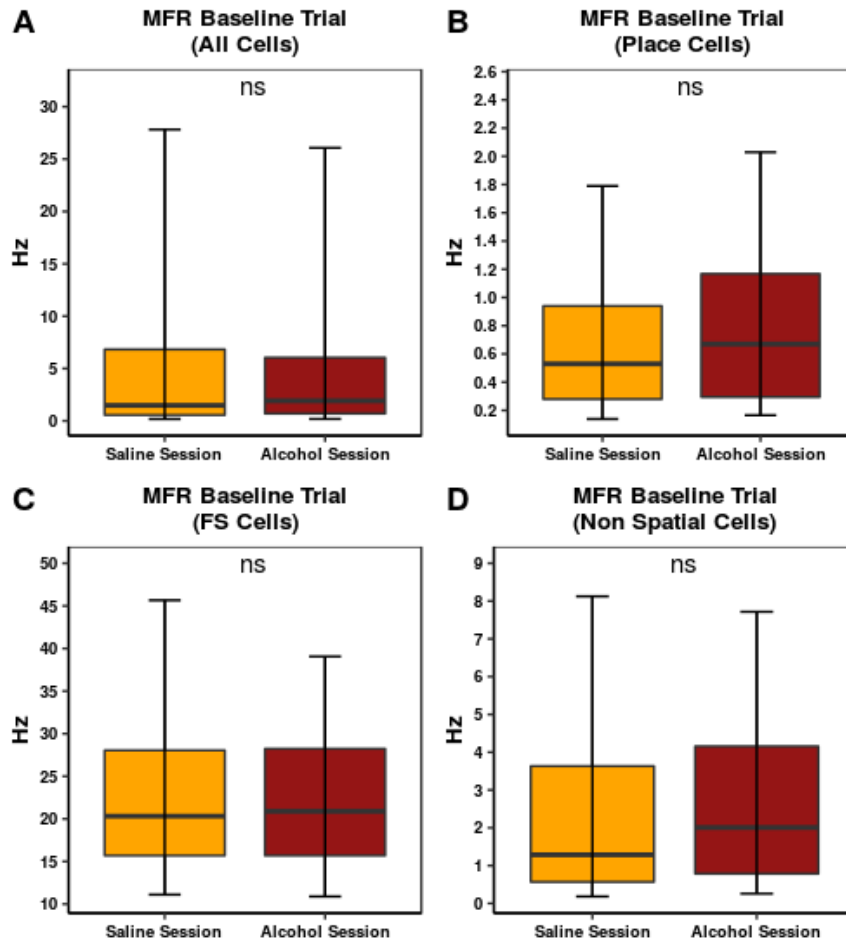 A
MFR Baseline Trial
(All Cells)
ns
30
25
20
15
10
5
0
Hz
Saline Session
Alcohol Session
B
MFR Baseline Trial
(Place Cells)
ns
2.6
2.4
2.2
2.0
1.8
1.6
1.4
1.2
1.0
0.8
0.6
0.4
0.2
Hz
Saline Session
Alcohol Session
C
MFR Baseline Trial
(FS Cells)
ns
50
45
40
35
30
25
20
15
10
Hz
Saline Session
Alcohol Session
D
MFR Baseline Trial
(Non Spatial Cells)
ns
9
8
7
6
5
4
3
2
1
0
Hz
Saline Session
Alcohol Session